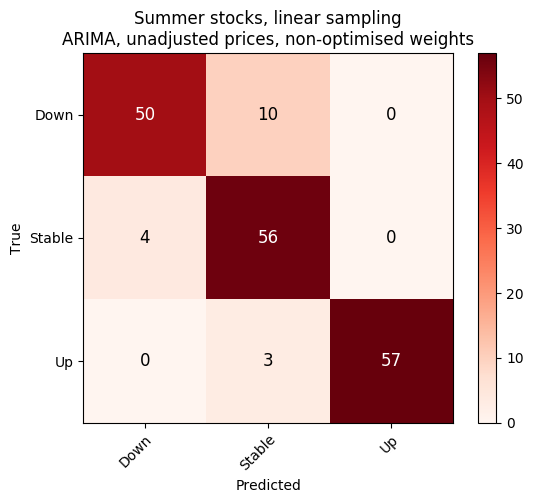 Summer stocks, linear sampling
ARIMA, unadjusted prices, non-optimised weights
Down 50 10 0
Stable 4 56 0
Up 0 3 57
Down Stable Up
Predicted
True
50
40
30
20
10
0